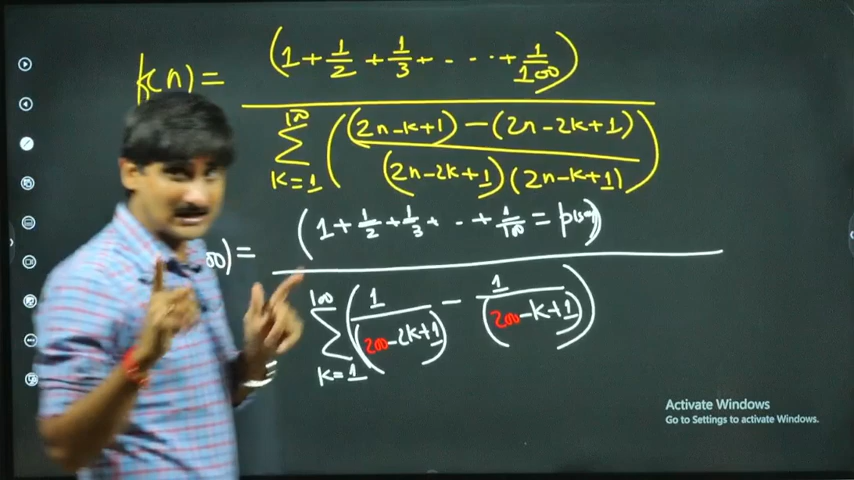 f(n) = (1 + 1/2 + 1/3 + - - - + 1/100)
100 Σ K=1 ((2n-k+1) - (2n-2k+1) / (2n-2k+1)(2n-k+1))
00) = (1 + 1/2 + 1/3 + - - + 1/100 =
100 Σ K=1 (1/(200-2k+1) - 1/(200-k+1))
Activate Windows
Go to Settings to activate Windows.